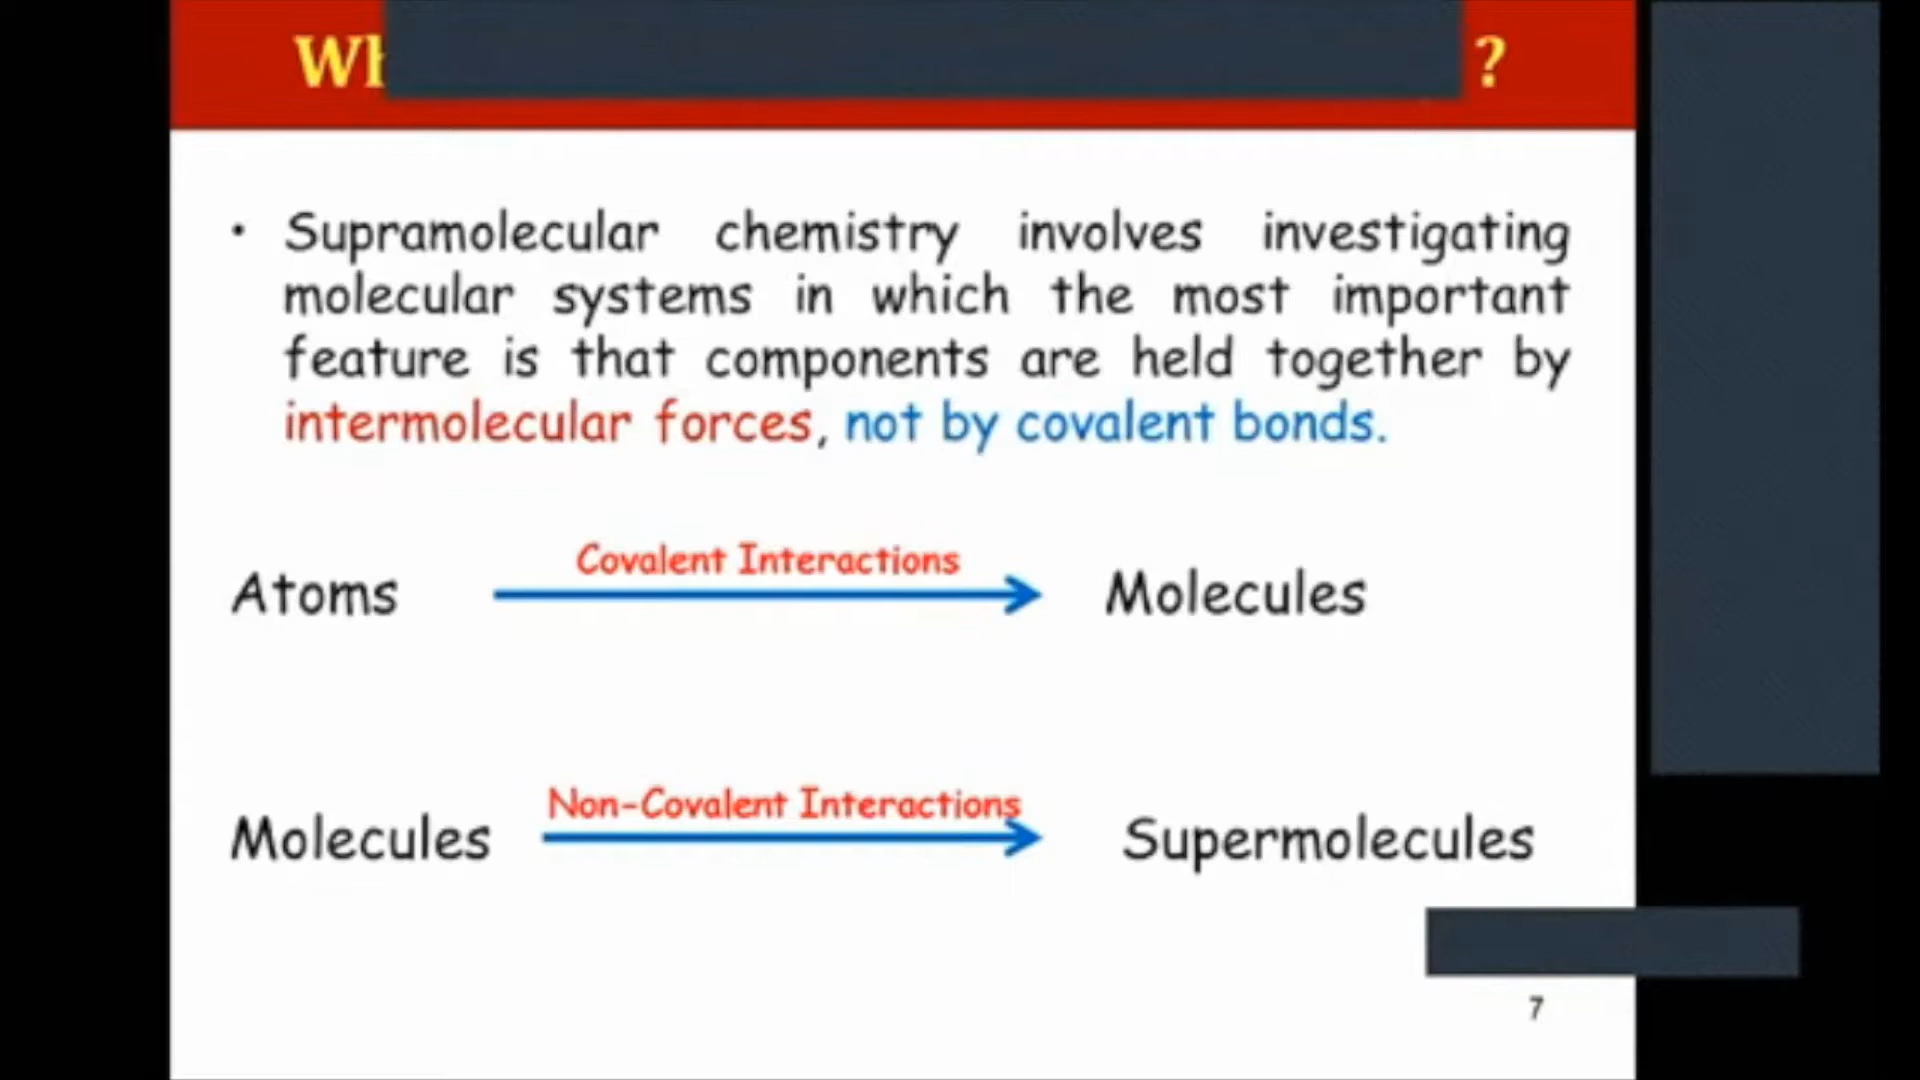 ?
• Supramolecular chemistry involves investigating
molecular systems in which the most important
feature is that components are held together by
intermolecular forces, not by covalent bonds.
Covalent Interactions
Atoms Molecules
Non-Covalent Interactions
Molecules Supermolecules
7